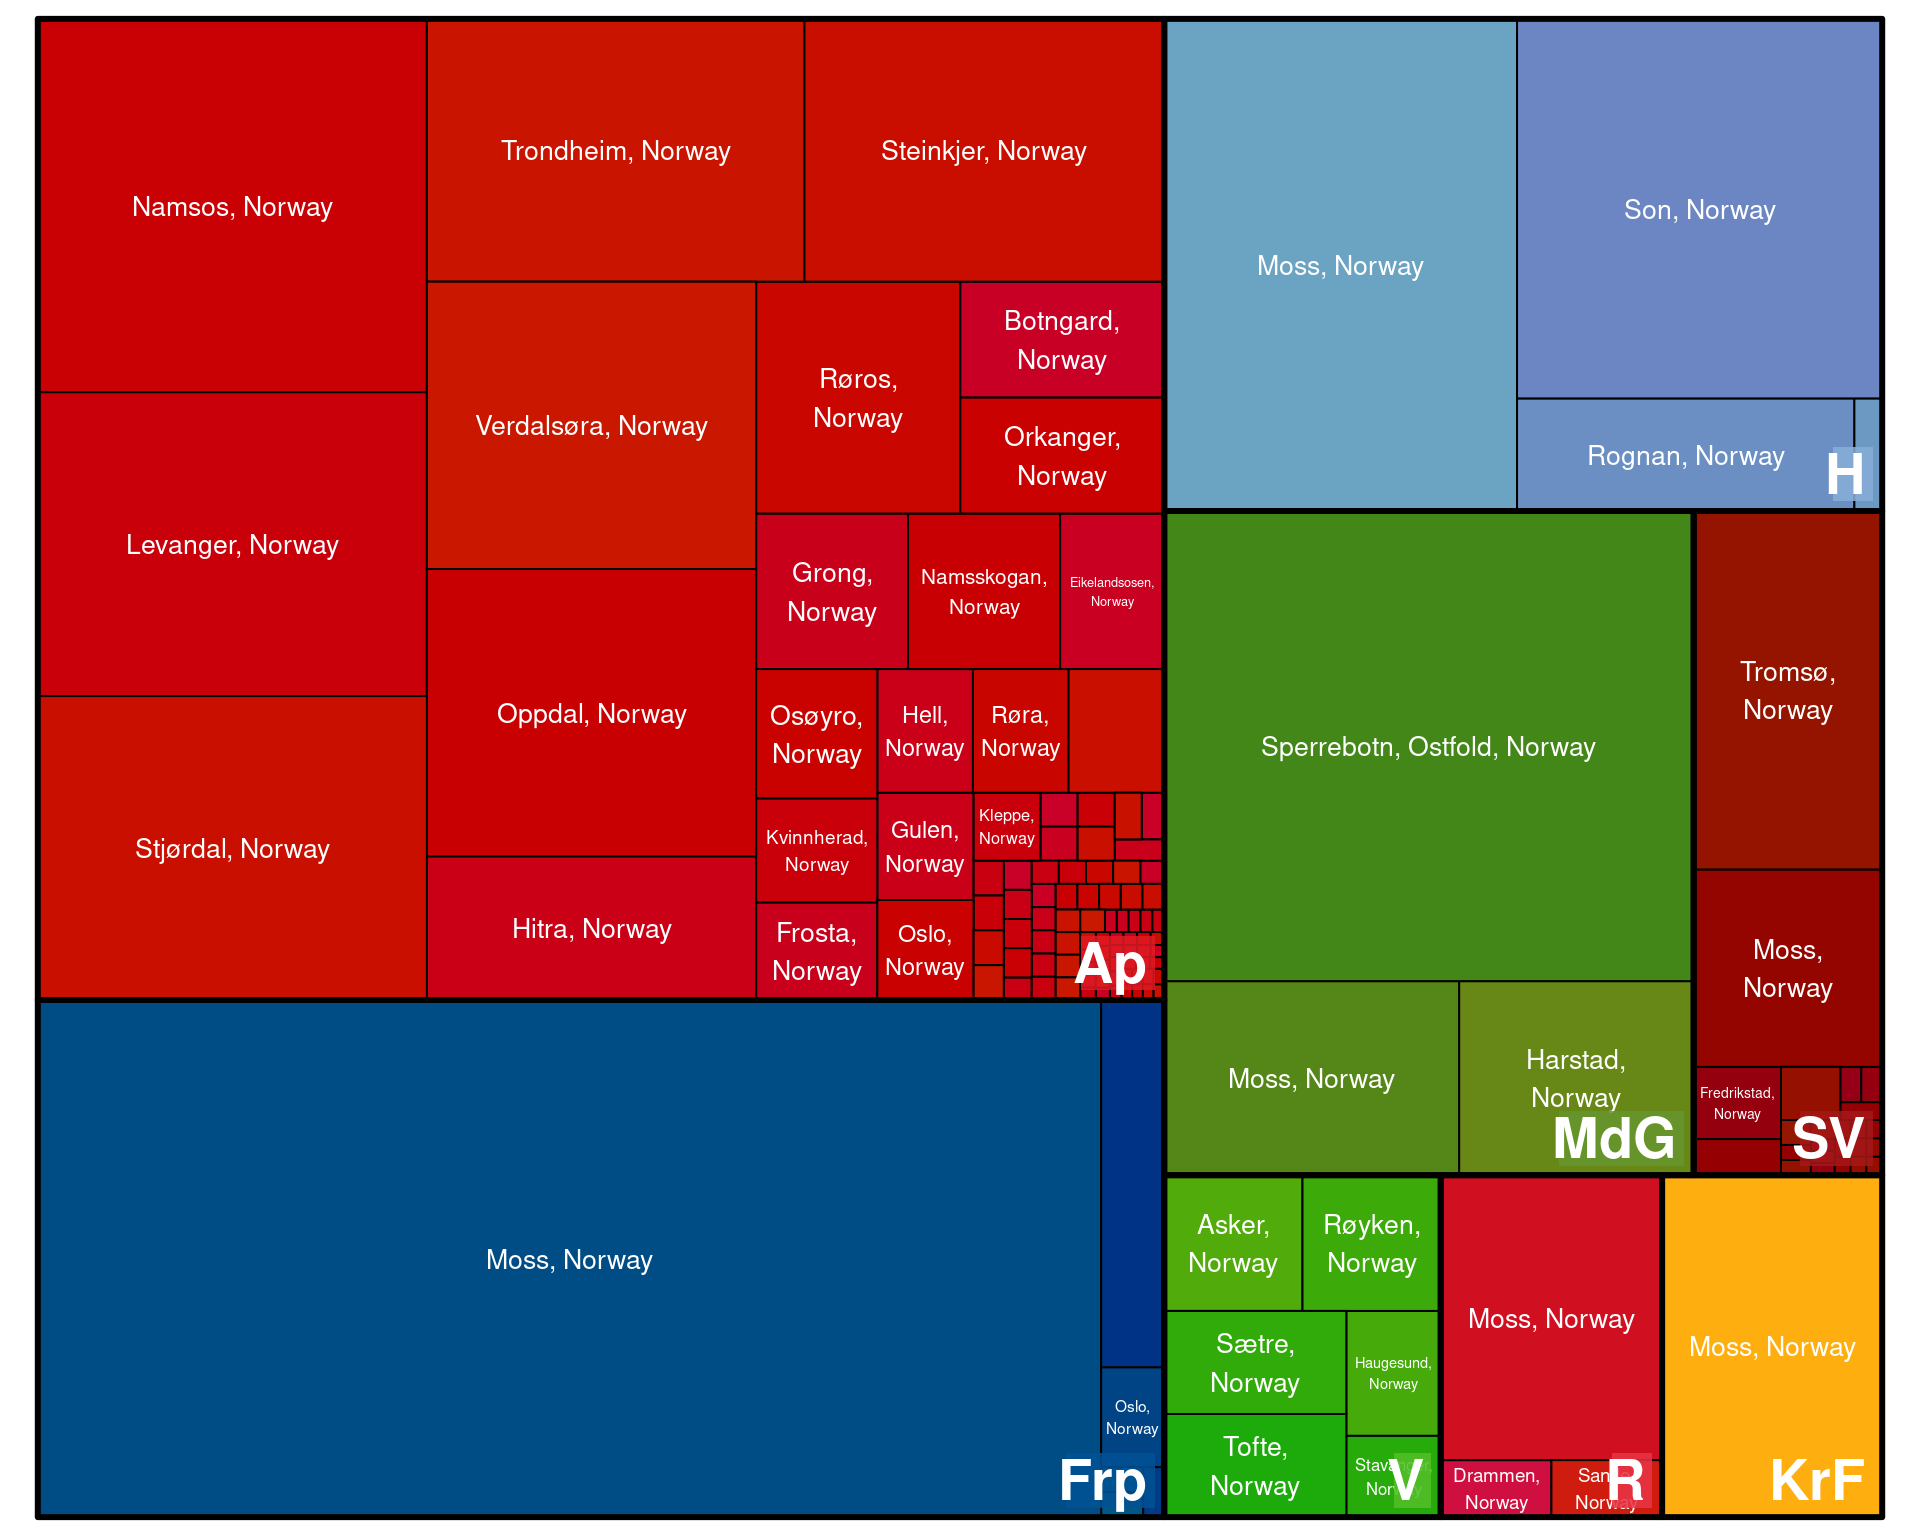 Namsos, Norway
Trondheim, Norway
Steinkjer, Norway
Levanger, Norway
Verdalsøra, Norway
Røros,
Norway
Botngard,
Norway
Orkanger,
Norway
Grong,
Norway
Namsskogan,
Norway
Eikelandsosen,
Norway
Stjørdal, Norway
Oppdal, Norway
Hitra, Norway
Osøyro,
Norway
Hell,
Norway
Røra,
Norway
Kvinnherad,
Norway
Gulen,
Norway
Kleppe,
Norway
Frosta,
Norway
Oslo,
Norway
Ap
Moss, Norway
Oslo,
Norway
Frp
Moss, Norway
Son, Norway
Rognan, Norway
H
Sperrebotn, Ostfold, Norway
Moss, Norway
Harstad,
Norway
MdG
Tromsø,
Norway
Moss,
Norway
Fredrikstad,
Norway
SV
Asker,
Norway
Røyken,
Norway
Sætre,
Norway
Haugesund,
Norway
Tofte,
Norway
Norway
V
Moss, Norway
Drammen,
Norway
Norway
R
Moss, Norway
KrF